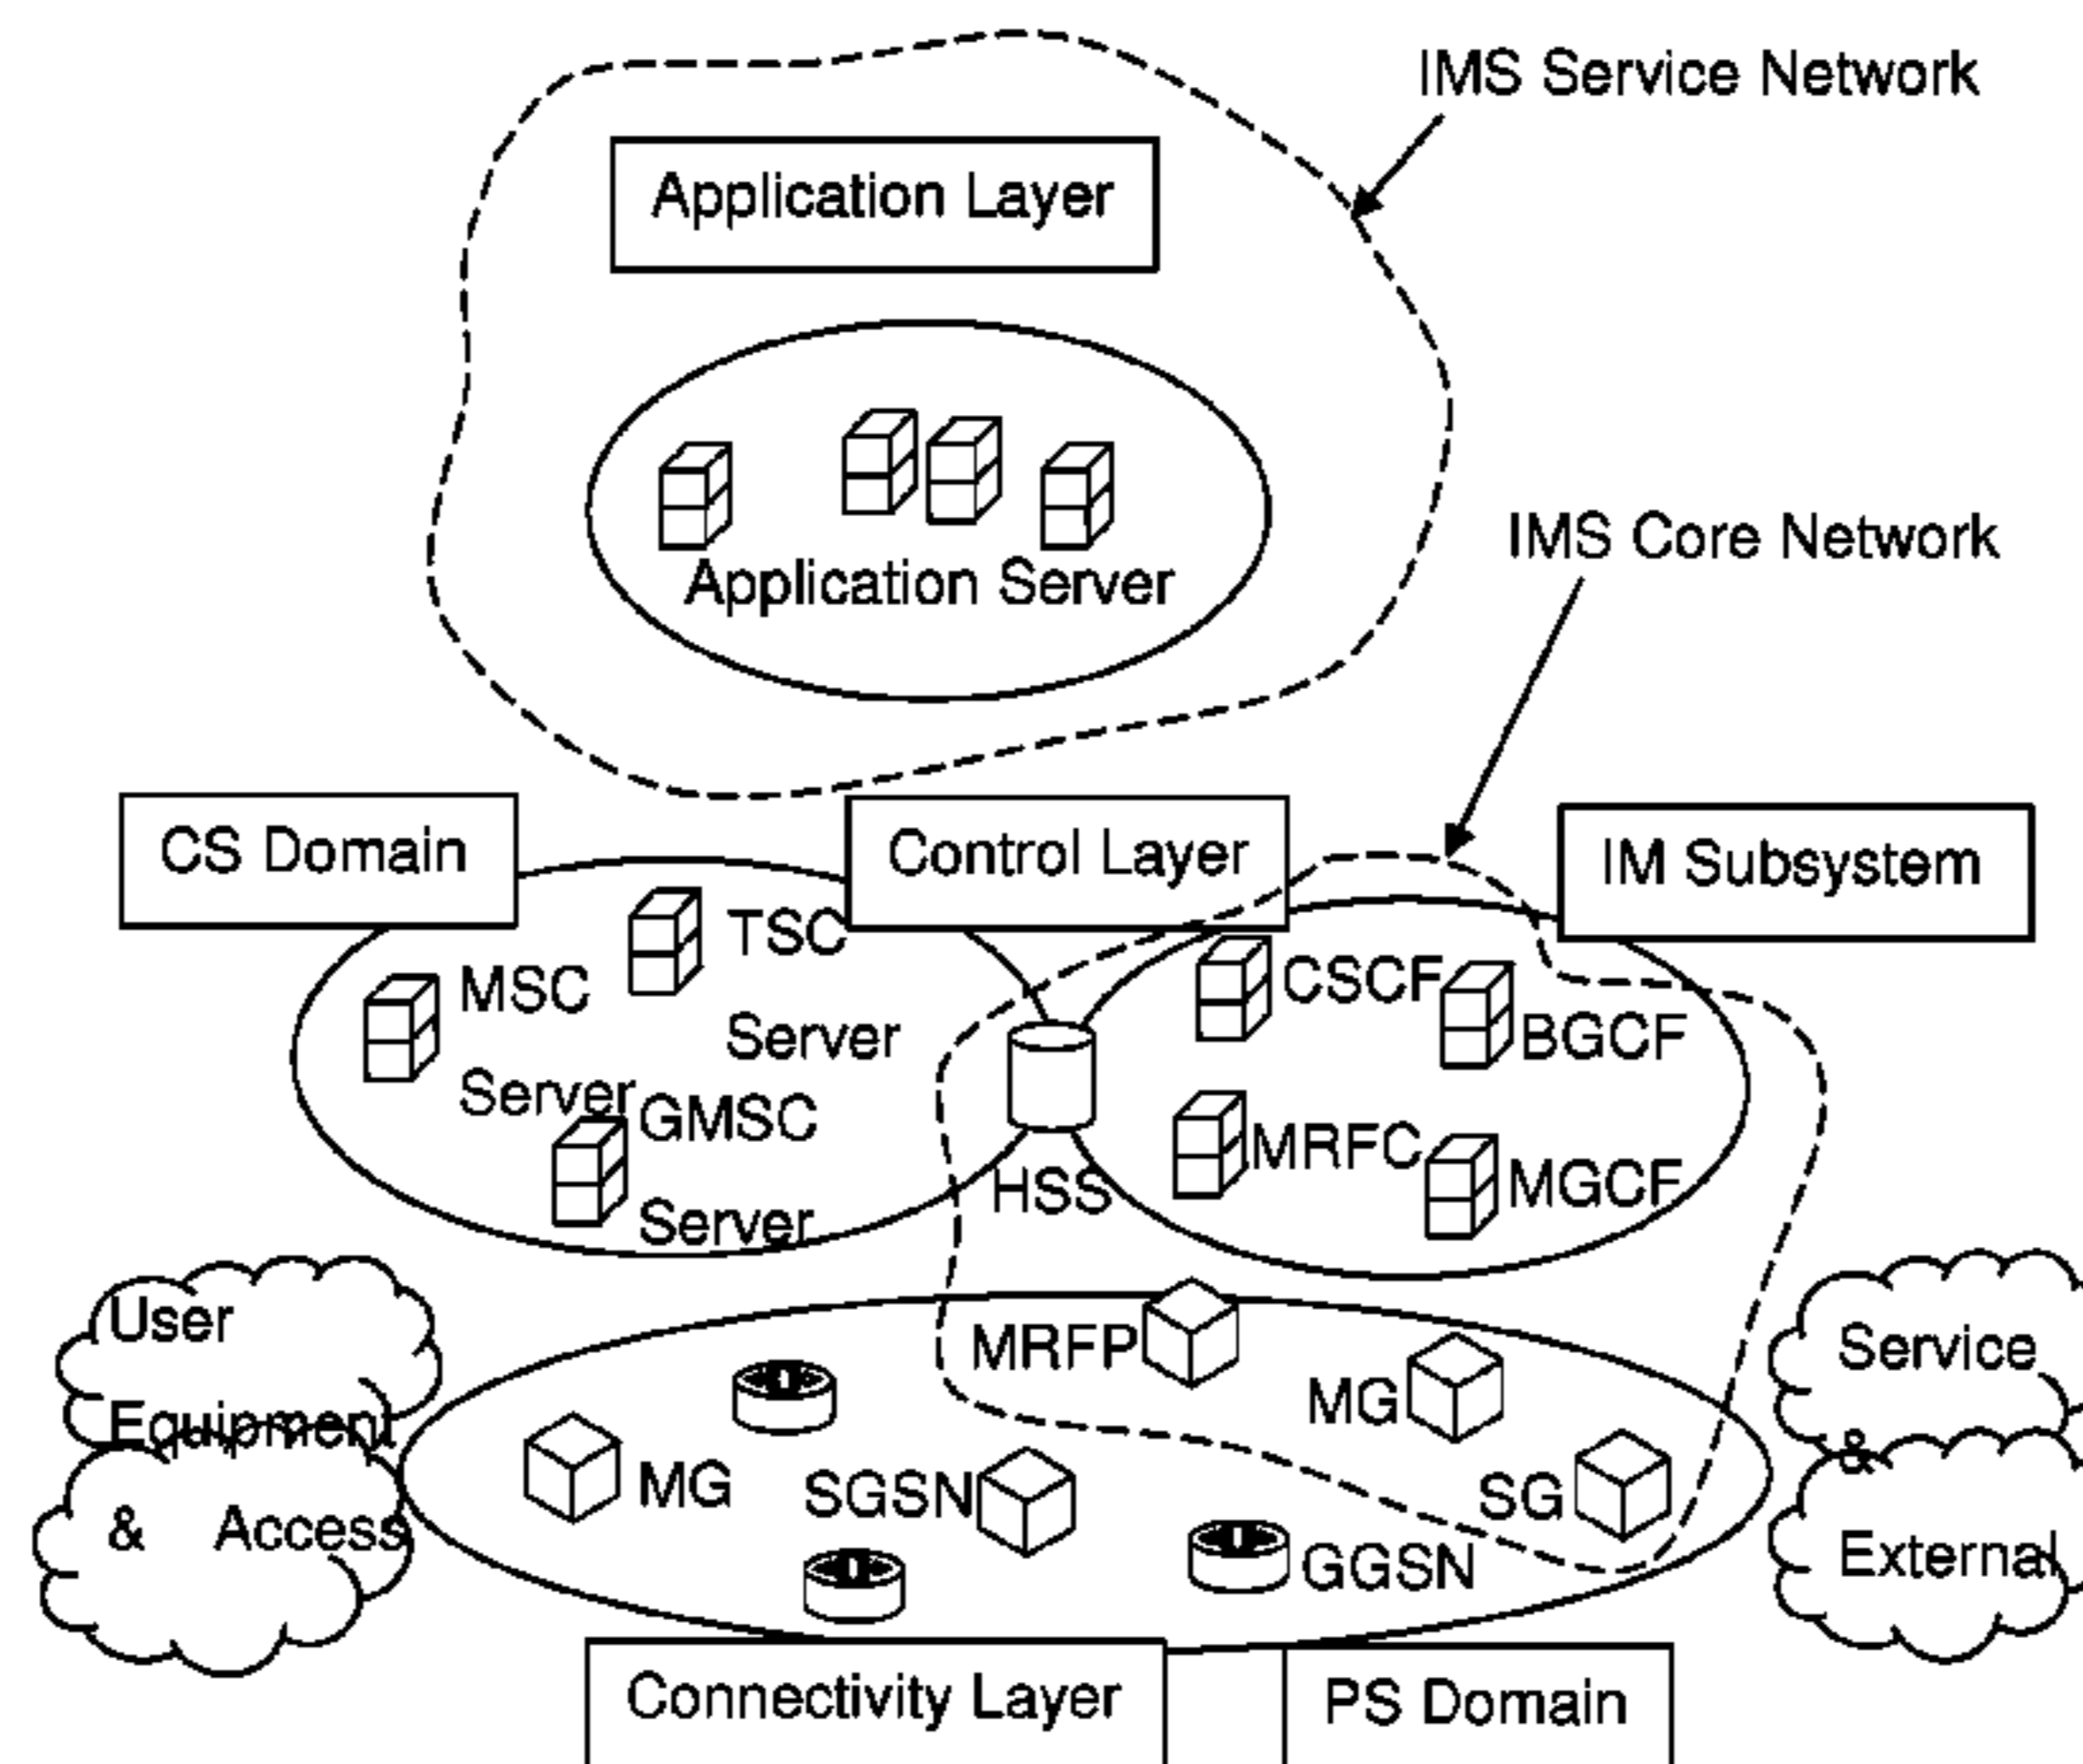 IMS Service Network
Application Layer
Application Server
IMS Core Network
CS Domain
Control Layer
IM Subsystem
TSC
Server
MSC
Server
GMSC
Server
HSS
CSCF
BGCF
MRFC
MGCF
User
Equipment
& Access
MRFP
MG
MG
SGSN
SG
GGSN
Service
&
External
Connectivity Layer
PS Domain